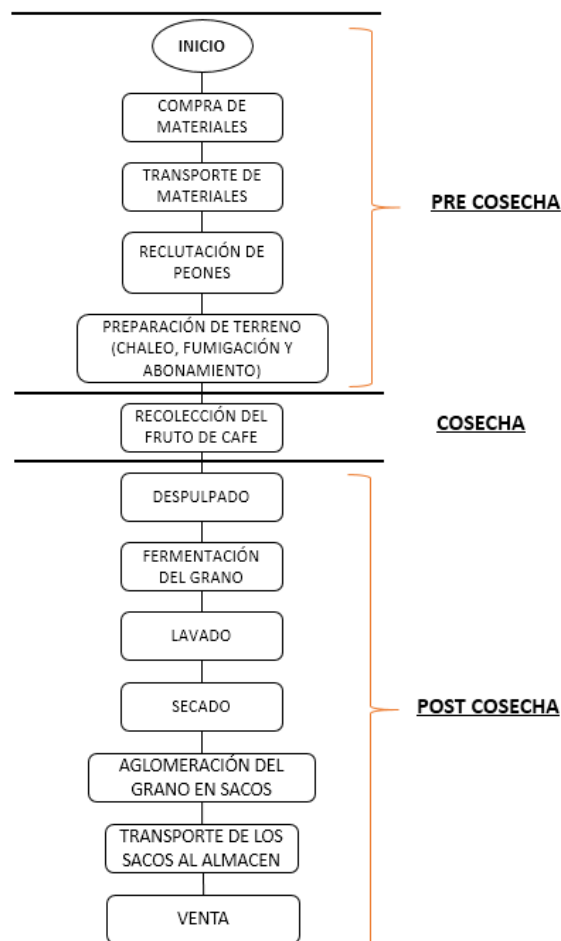 INICIO
COMPRA DE
MATERIALES
TRANSPORTE DE
MATERIALES
PRE COSECHA
RECLUTACIÓN DE
PEONES
PREPARACIÓN DE TERRENO
(CHALEO, FUMIGACIÓN Y
ABONAMIENTO)
RECOLECCIÓN DEL
FRUTO DE CAFE
COSECHA
DESPULPADO
FERMENTACIÓN
DEL GRANO
LAVADO
SECADO
POST COSECHA
AGLOMERACIÓN DEL
GRANO EN SACOS
TRANSPORTE DE LOS
SACOS AL ALMACEN
VENTA